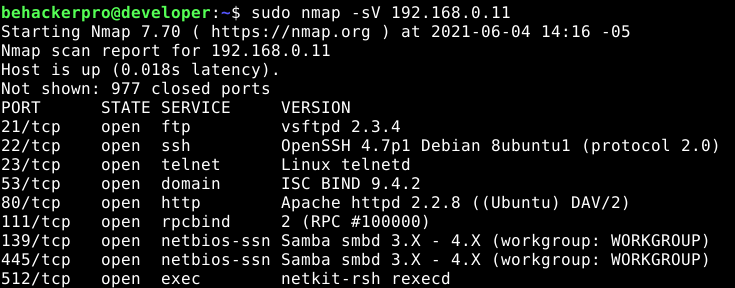 behackerpro@developer:~$ sudo nmap -sV 192.168.0.11
Starting Nmap 7.70 ( https://nmap.org ) at 2021-06-04 14:16 -05
Nmap scan report for 192.168.0.11
Host is up (0.018s latency).
Not shown: 977 closed ports
PORT    STATE SERVICE     VERSION
21/tcp  open  ftp         vsftpd 2.3.4
22/tcp  open  ssh         OpenSSH 4.7p1 Debian 8ubuntu1 (protocol 2.0)
23/tcp  open  telnet      Linux telnetd
53/tcp  open  domain      ISC BIND 9.4.2
80/tcp  open  http        Apache httpd 2.2.8 ((Ubuntu) DAV/2)
111/tcp open  rpcbind     2 (RPC #100000)
139/tcp open  netbios-ssn Samba smbd 3.X - 4.X (workgroup: WORKGROUP)
445/tcp open  netbios-ssn Samba smbd 3.X - 4.X (workgroup: WORKGROUP)
512/tcp open  exec        netkit-rsh rexecd